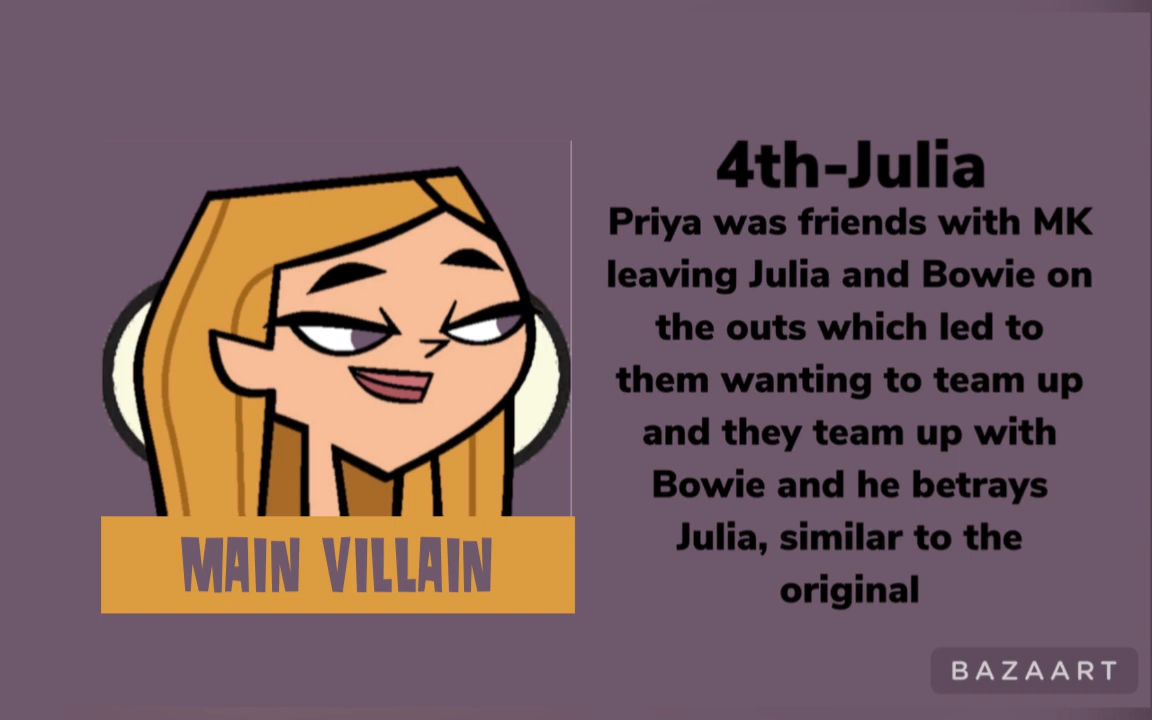 4th-Julia
Priya was friends with MK
leaving Julia and Bowie on
the outs which led to
them wanting to team up
and they team up with
Bowie and he betrays
Julia, similar to the
original
MAIN VILLAIN
BAZAART